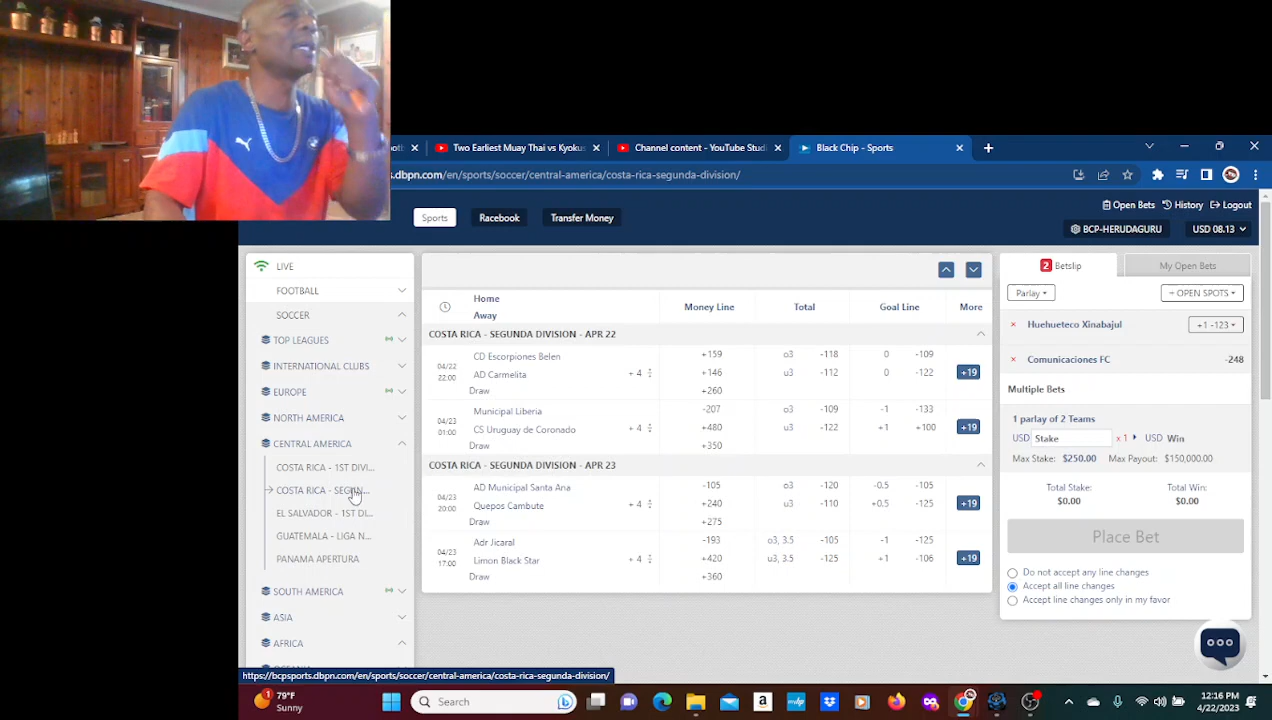 PUMA
ooth
Two Earliest Muay Thai vs Kyokus
Channel content - YouTube Studi
Black Chip - Sports
s.dbpn.com/en/sports/soccer/central-america/costa-rica-segunda-division/
Sports
Racebook
Transfer Money
Open Bets
History
Logout
BCP-HERUDAGURU
USD 08.13
LIVE
FOOTBALL
SOCCER
TOP LEAGUES
INTERNATIONAL CLUBS
EUROPE
NORTH AMERICA
CENTRAL AMERICA
COSTA RICA - 1ST DIVI...
COSTA RICA - SEGUN...
EL SALVADOR - 1ST DI...
GUATEMALA - LIGA N...
PANAMA APERTURA
SOUTH AMERICA
ASIA
AFRICA
OCEANIA
Home
Away
Money Line
Total
Goal Line
More
COSTA RICA - SEGUNDA DIVISION - APR 22
04/22
22:00
CD Escorpiones Belen
AD Carmelita
Draw
+ 4
+159
+146
+260
o3 -118
u3 -112
0 -109
0 -122
+19
04/23
01:00
Municipal Liberia
CS Uruguay de Coronado
Draw
+ 4
-207
+480
+350
o3 -109
u3 -122
-1 -133
+1 +100
+19
COSTA RICA - SEGUNDA DIVISION - APR 23
04/23
20:00
AD Municipal Santa Ana
Quepos Cambute
Draw
+ 4
-105
+240
+275
o3 -120
u3 -110
-0.5 -105
+0.5 -125
+19
04/23
17:00
Adr Jicaral
Limon Black Star
Draw
+ 4
-193
+420
+360
o3, 3.5 -105
u3, 3.5 -125
-1 -125
+1 -106
+19
2 Betslip
My Open Bets
Parlay
+ OPEN SPOTS
× Huehueteco Xinabajul
+1 -123
× Comunicaciones FC -248
Multiple Bets
1 parlay of 2 Teams
USD Stake x 1 USD Win
Max Stake: $250.00 Max Payout: $150,000.00
Total Stake: Total Win:
$0.00 $0.00
Place Bet
Do not accept any line changes
Accept all line changes
Accept line changes only in my favor
https://bcpsports.dbpn.com/en/sports/soccer/central-america/costa-rica-segunda-division/
1
79°F
Sunny
Search
12:16 PM
4/22/2023